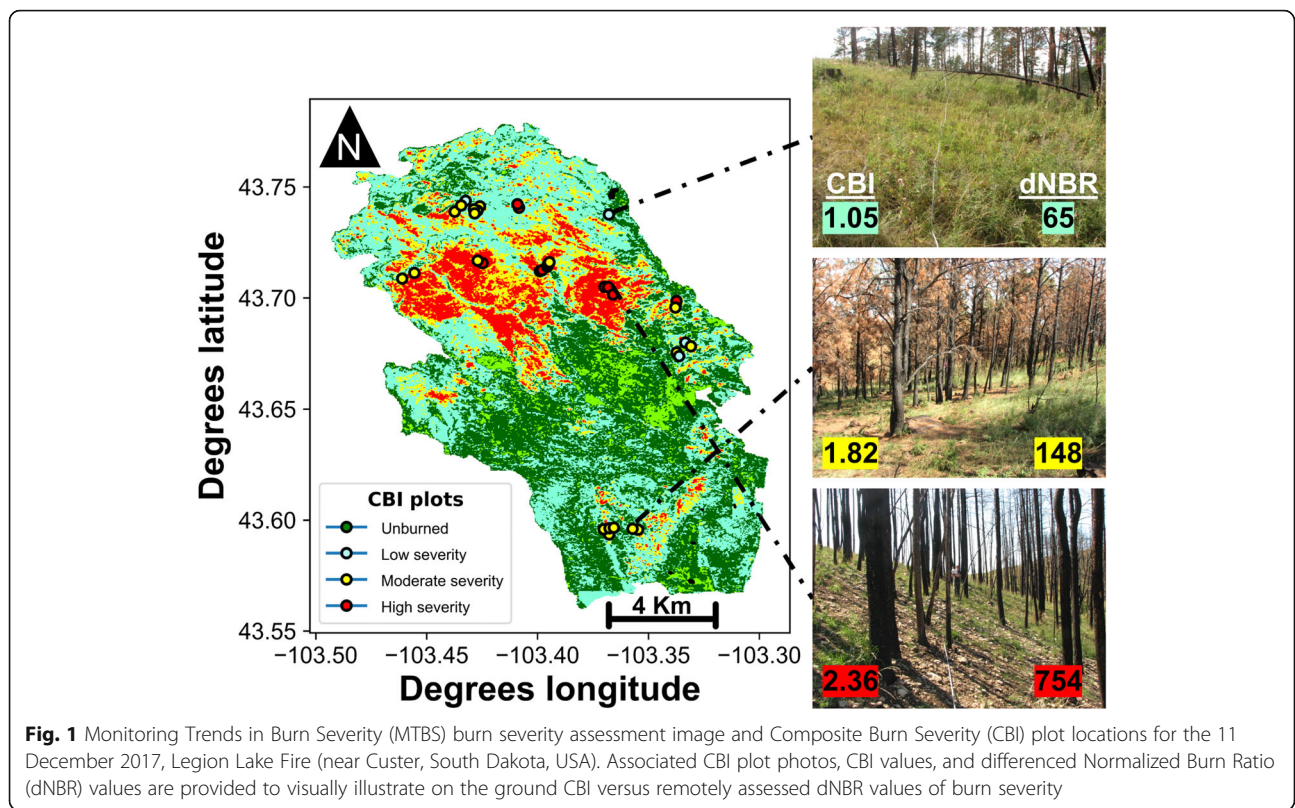 N
43.75
43.70
43.65
43.60
43.55
Degrees latitude
−103.50 −103.45 −103.40 −103.35 −103.30
Degrees longitude
CBI plots
Unburned
Low severity
Moderate severity
High severity
4 Km
CBI dNBR
1.05 65
1.82 148
2.36 754
Fig. 1 Monitoring Trends in Burn Severity (MTBS) burn severity assessment image and Composite Burn Severity (CBI) plot locations for the 11
December 2017, Legion Lake Fire (near Custer, South Dakota, USA). Associated CBI plot photos, CBI values, and differenced Normalized Burn Ratio
(dNBR) values are provided to visually illustrate on the ground CBI versus remotely assessed dNBR values of burn severity